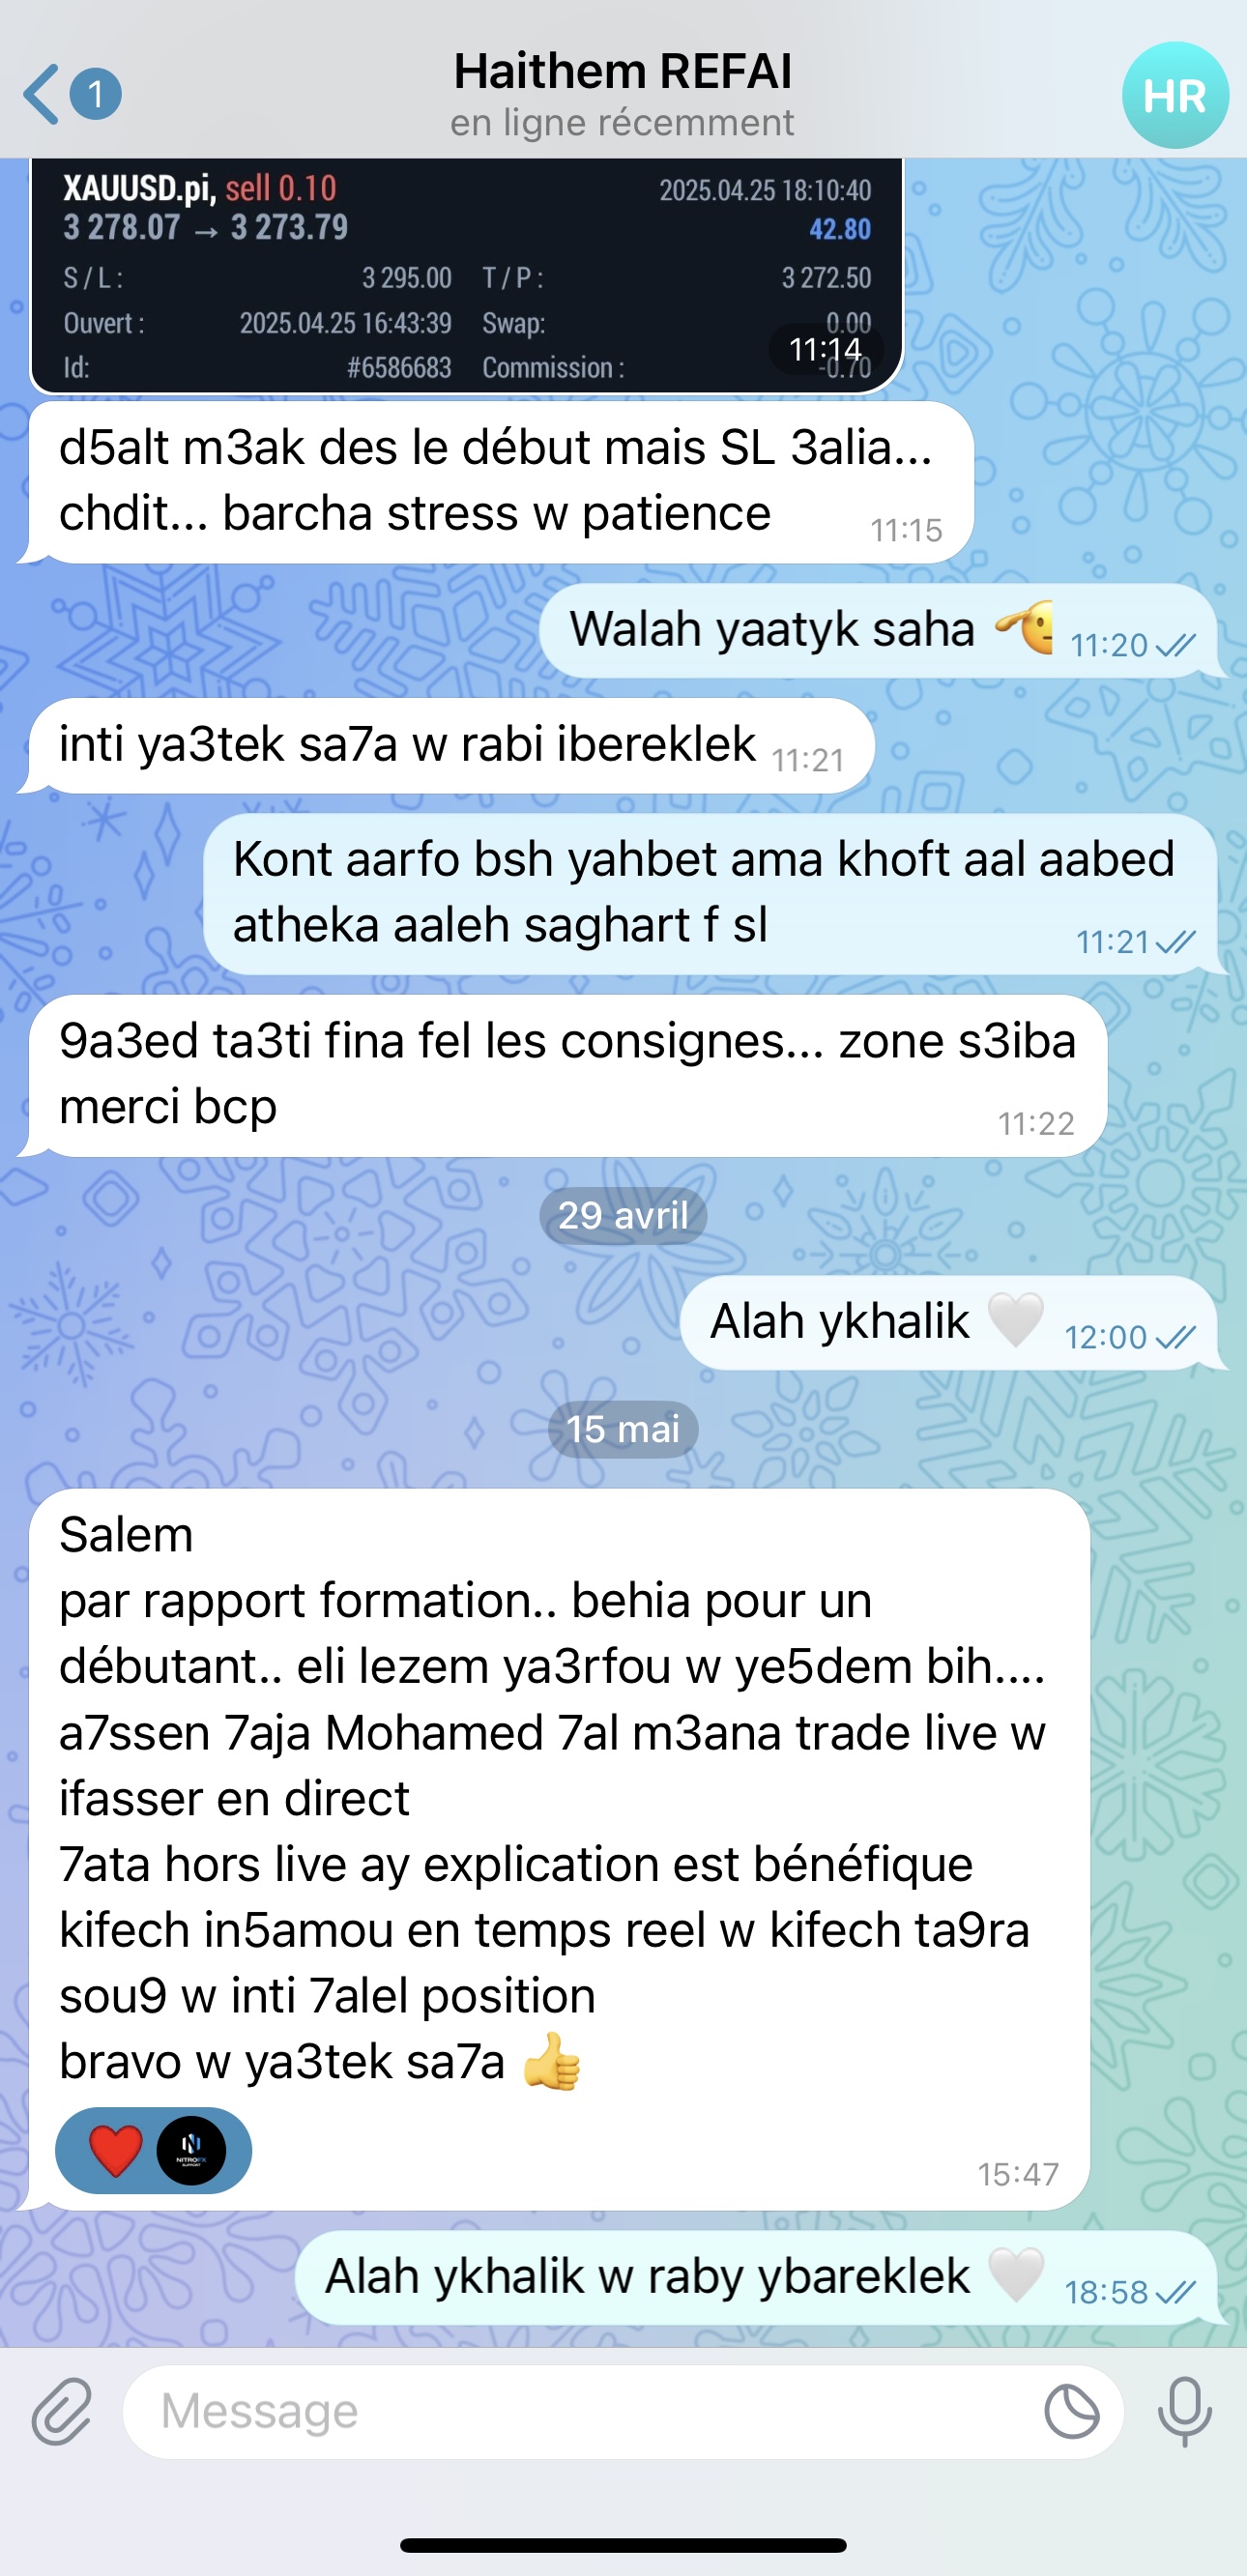 1
Haithem REFAI
en ligne récemment
HR
XAUUSD.pi, sell 0.10 2025.04.25 18:10:40
3 278.07 → 3 273.79 42.80
S / L : 3 295.00 T / P : 3 272.50
Ouvert : 2025.04.25 16:43:39 Swap: 0.00
Id: #6586683 Commission : -0.70
11:14
d5alt m3ak des le début mais SL 3alia...
chdit... barcha stress w patience 11:15
Walah yaatyk saha 11:20
inti ya3tek sa7a w rabi ibereklek 11:21
Kont aarfo bsh yahbet ama khoft aal aabed
atheka aaleh saghart f sl 11:21
9a3ed ta3ti fina fel les consignes... zone s3iba
merci bcp 11:22
29 avril
Alah ykhalik 🤍 12:00
15 mai
Salem
par rapport formation.. behia pour un
débutant.. eli lezem ya3rfou w ye5dem bih....
a7ssen 7aja Mohamed 7al m3ana trade live w
ifasser en direct
7ata hors live ay explication est bénéfique
kifech in5amou en temps reel w kifech ta9ra
sou9 w inti 7alel position
bravo w ya3tek sa7a 👍
❤️ NITROFX SUPPORT
15:47
Alah ykhalik w raby ybareklek 🤍 18:58
Message